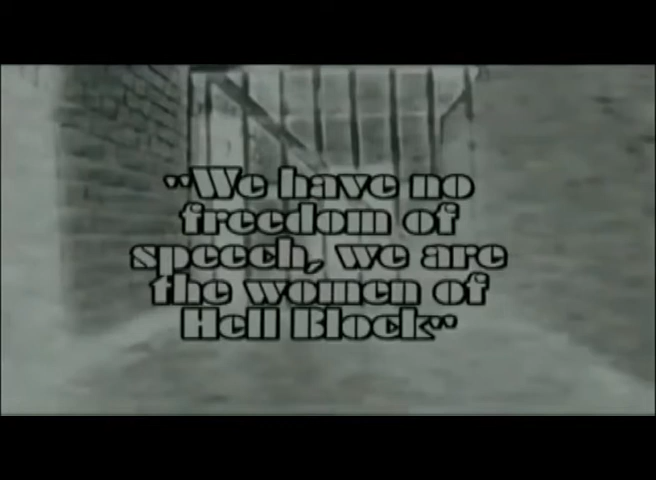 "We have no
freedom of
speech, we are
the women of
Hell Block"